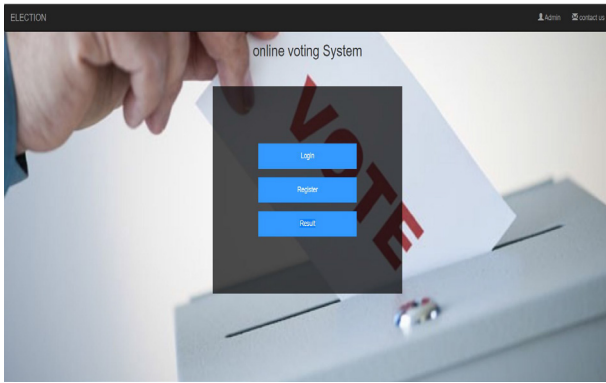 ELECTION Admin contact us
online voting System
VOTE
Login
Register
Result